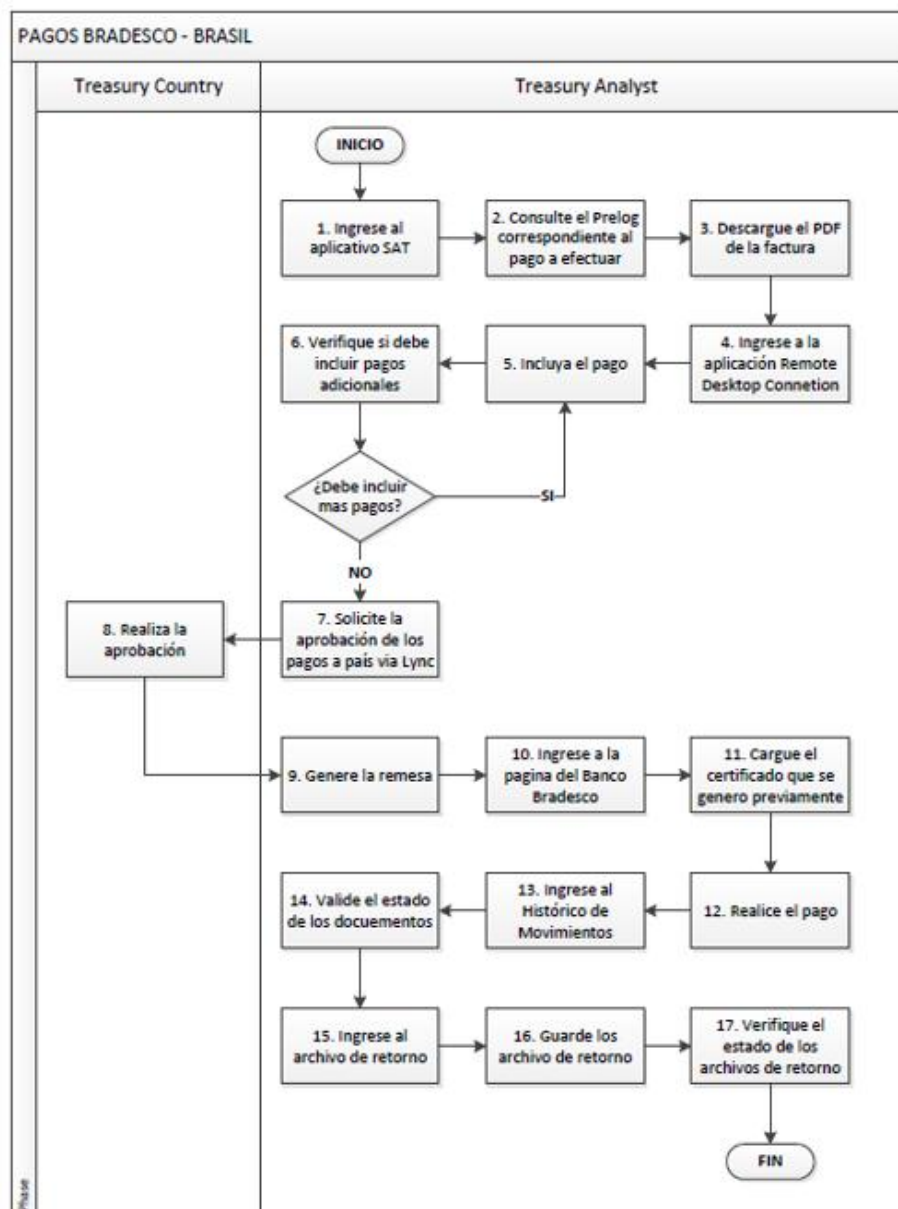 PAGOS BRADESCO - BRASIL
Treasury Country
Treasury Analyst
INICIO
1. Ingrese al
aplicativo SAT
2. Consulte el Prelog
correspondiente al
pago a efectuar
3. Descargue el PDF
de la factura
4. Ingrese a la
aplicación Remote
Desktop Connetion
5. Incluya el pago
6. Verifique si debe
incluir pagos
adicionales
¿Debe incluir
mas pagos?
SI
NO
7. Solicite la
aprobación de los
pagos a país via Lync
8. Realiza la
aprobación
9. Genere la remesa
10. Ingrese a la
pagina del Banco
Bradesco
11. Cargue el
certificado que se
genero previamente
12. Realice el pago
13. Ingrese al
Histórico de
Movimientos
14. Valide el estado
de los docuementos
15. Ingrese al
archivo de retorno
16. Guarde los
archivo de retorno
17. Verifique el
estado de los
archivos de retorno
FIN
Phase